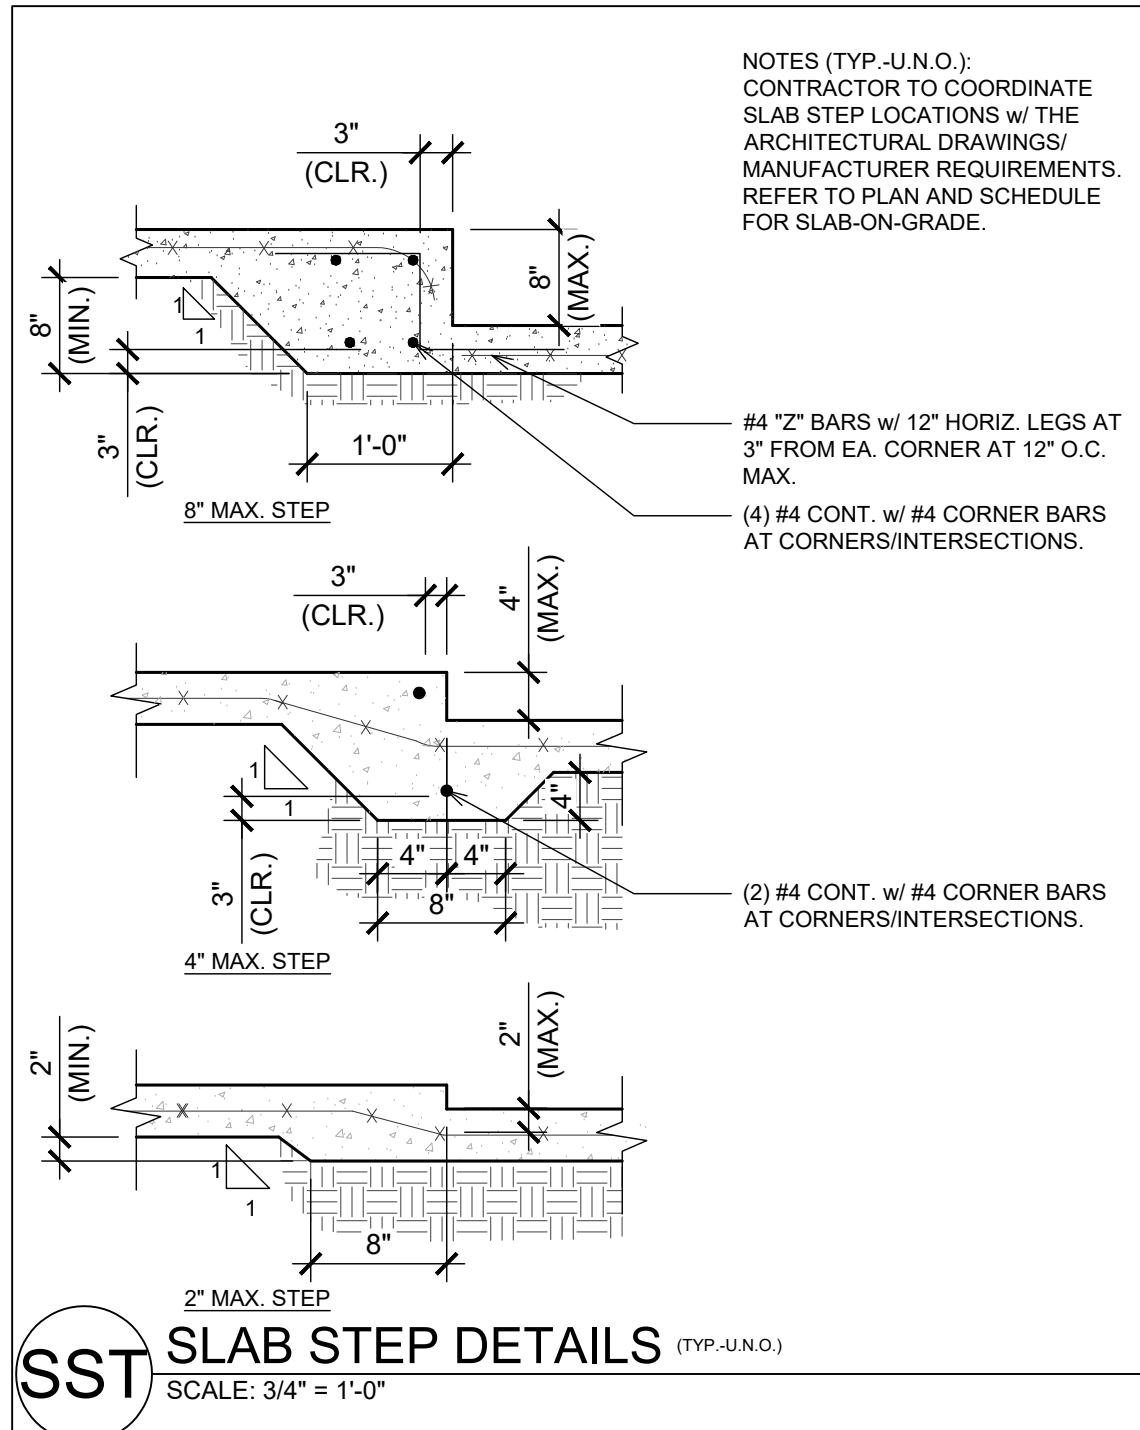 NOTES (TYP.-U.N.O.):
CONTRACTOR TO COORDINATE
SLAB STEP LOCATIONS w/ THE
ARCHITECTURAL DRAWINGS/
MANUFACTURER REQUIREMENTS.
REFER TO PLAN AND SCHEDULE
FOR SLAB-ON-GRADE.
3"
(CLR.)
8"
(MAX.)
8"
(MIN.)
1
1
3"
(CLR.)
1'-0"
#4 "Z" BARS w/ 12" HORIZ. LEGS AT
3" FROM EA. CORNER AT 12" O.C.
MAX.
(4) #4 CONT. w/ #4 CORNER BARS
AT CORNERS/INTERSECTIONS.
8" MAX. STEP
3"
(CLR.)
4"
(MAX.)
1
1
4"
3"
(CLR.)
4"
4"
8"
(2) #4 CONT. w/ #4 CORNER BARS
AT CORNERS/INTERSECTIONS.
4" MAX. STEP
2"
(MIN.)
2"
(MAX.)
1
1
8"
2" MAX. STEP
SST
SLAB STEP DETAILS (TYP.-U.N.O.)
SCALE: 3/4" = 1'-0"